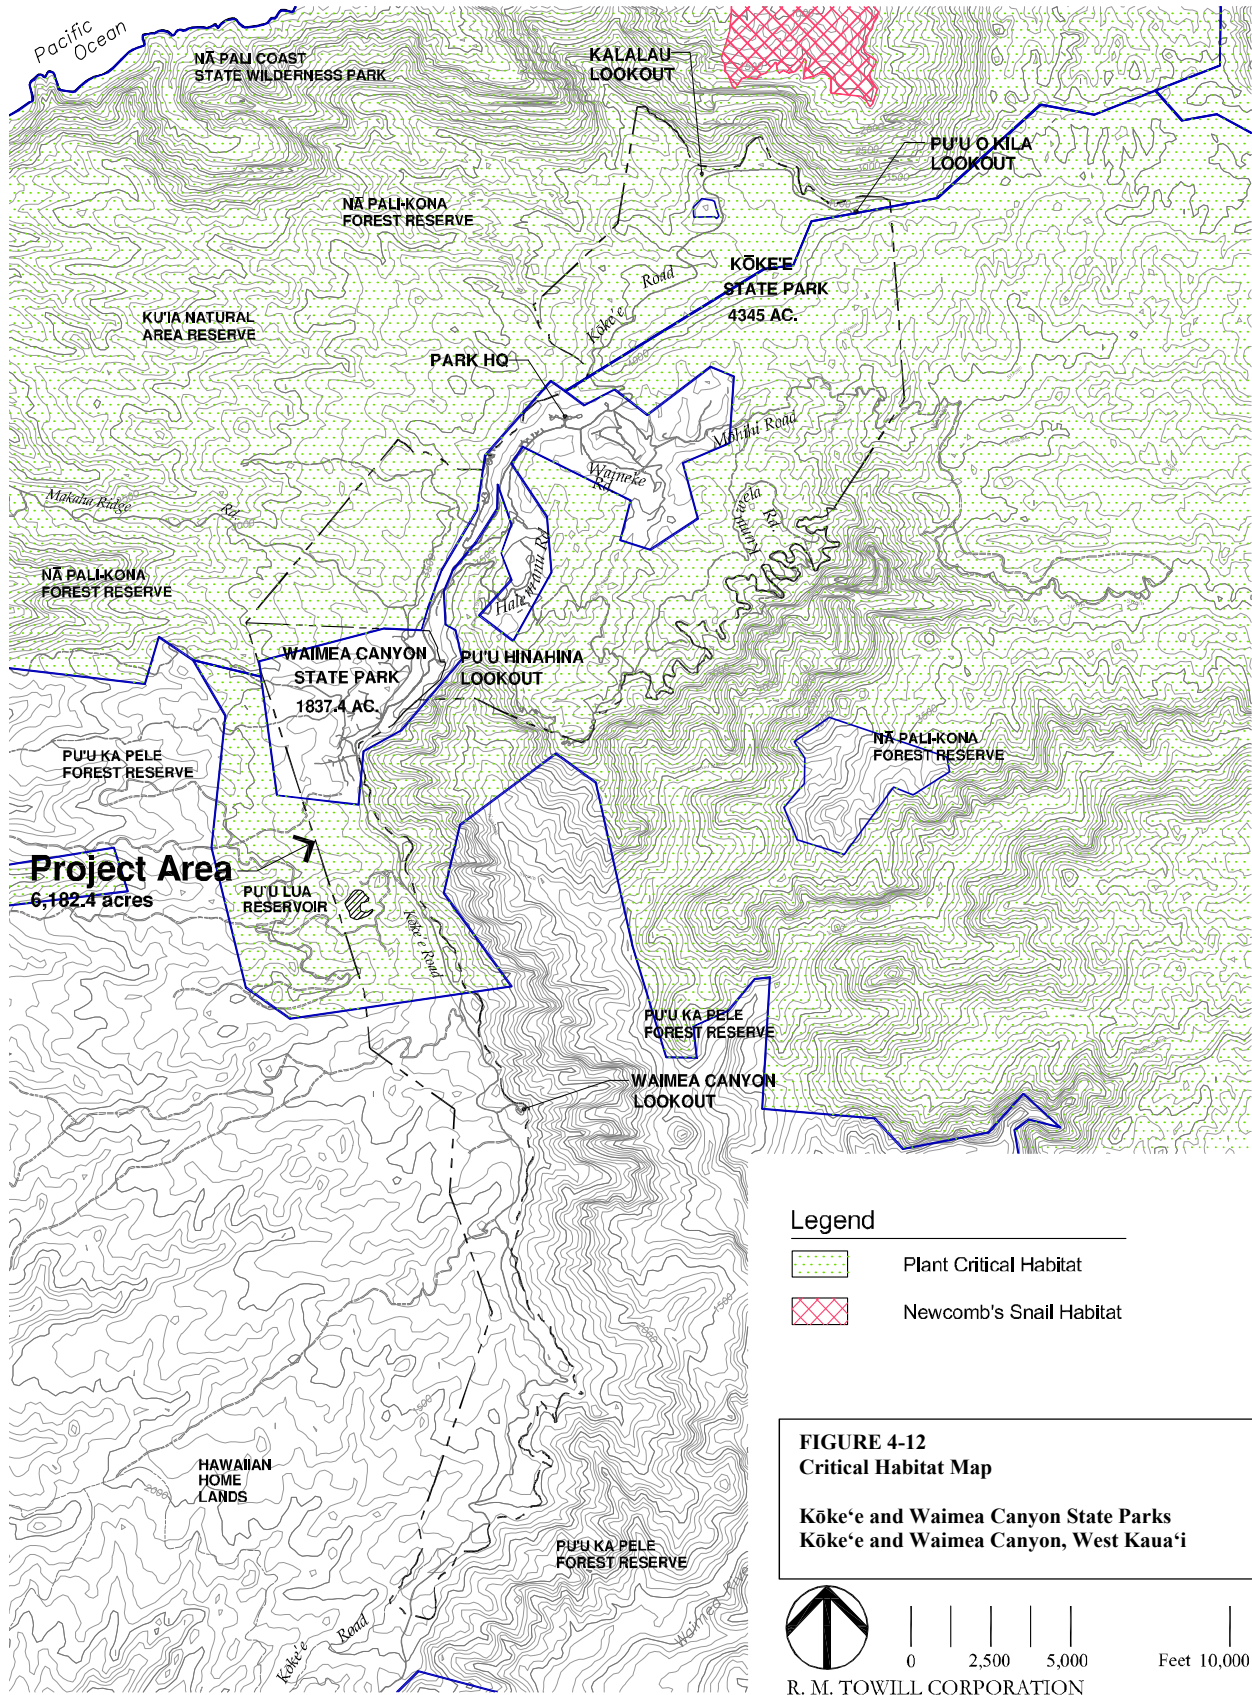 Pacific
Ocean
NĀ PALI COAST
STATE WILDERNESS PARK
KALALAU
LOOKOUT
PU'U O KILA
LOOKOUT
NĀ PALI-KONA
FOREST RESERVE
KŌKE'E
STATE PARK
4345 AC.
Kōke'e Road
KU'IA NATURAL
AREA RESERVE
PARK HQ
Mōhihi Road
Waineke
Rd
Kumuwela
Rd.
Makaha Ridge
Rd.
Halemanu Rd
NĀ PALI-KONA
FOREST RESERVE
WAIMEA CANYON
STATE PARK
1837.4 AC.
PU'U HINAHINA
LOOKOUT
PU'U KA PELE
FOREST RESERVE
NĀ PALI-KONA
FOREST RESERVE
Project Area
6,182.4 acres
PU'U LUA
RESERVOIR
Kōke'e Road
PU'U KA PELE
FOREST RESERVE
WAIMEA CANYON
LOOKOUT
HAWAIIAN
HOME
LANDS
2000
1500
PU'U KA PELE
FOREST RESERVE
Kōke'e Road
Legend
Plant Critical Habitat
Newcomb's Snail Habitat
FIGURE 4-12
Critical Habitat Map
Kōke‘e and Waimea Canyon State Parks
Kōke‘e and Waimea Canyon, West Kaua‘i
0 2,500 5,000 Feet 10,000
R. M. TOWILL CORPORATION